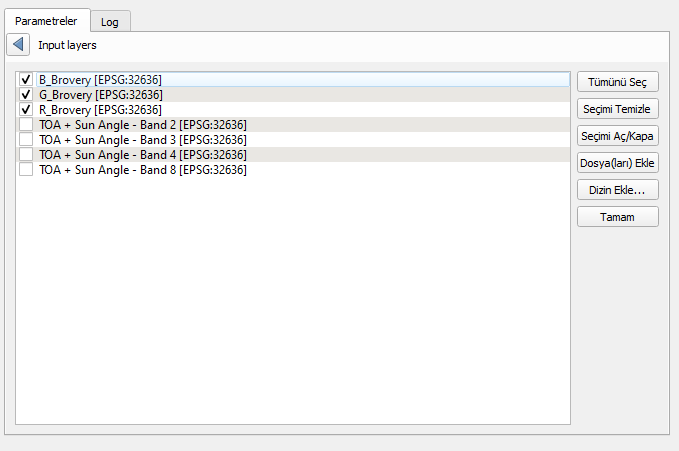 Parametreler
Log
Input layers
B_Brovery [EPSG:32636]
G_Brovery [EPSG:32636]
R_Brovery [EPSG:32636]
TOA + Sun Angle - Band 2 [EPSG:32636]
TOA + Sun Angle - Band 3 [EPSG:32636]
TOA + Sun Angle - Band 4 [EPSG:32636]
TOA + Sun Angle - Band 8 [EPSG:32636]
Tümünü Seç
Seçimi Temizle
Seçimi Aç/Kapa
Dosya(ları) Ekle
Dizin Ekle...
Tamam